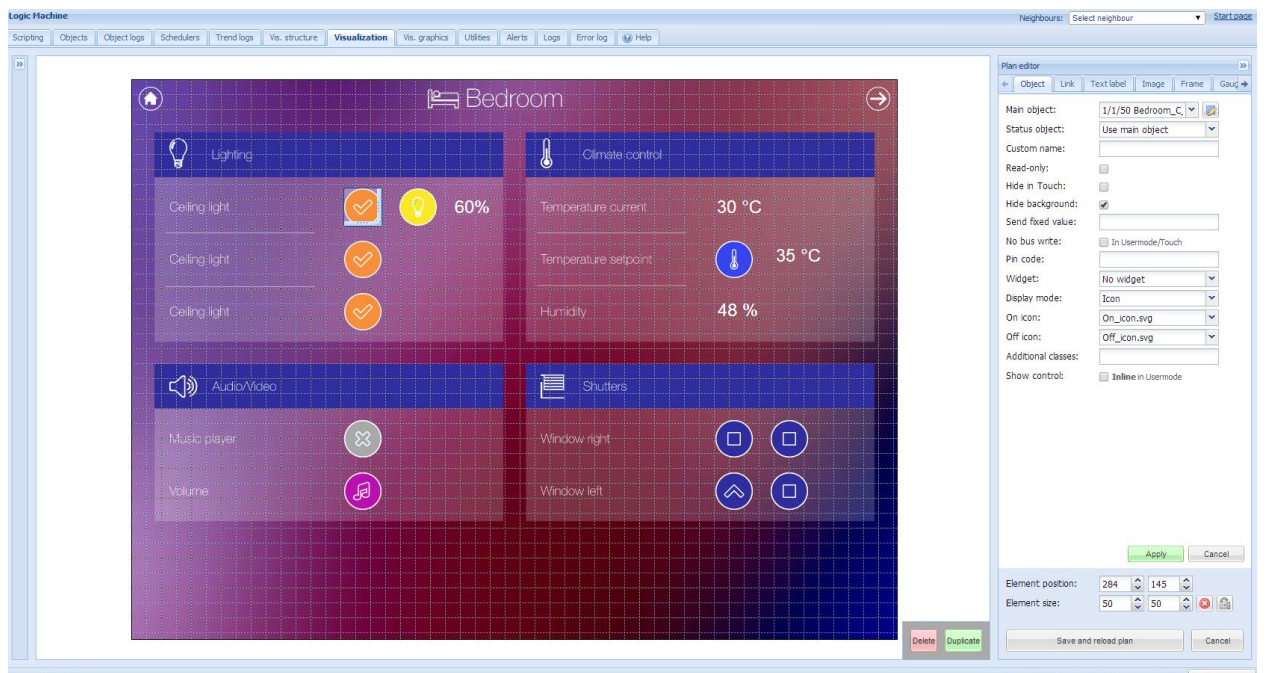 Logic Machine
Neighbours: Select neighbour Start page
Scripting Objects Object logs Schedulers Trend logs Vis. structure Visualization Vis. graphics Utilities Alerts Logs Error log Help
Bedroom
Lighting
Ceiling light 60%
Ceiling light
Ceiling light
Climate control
Temperature current 30 °C
Temperature setpoint 35 °C
Humidity 48 %
Audio/Video
Music player
Volume
Shutters
Window right
Window left
Delete Duplicate
Plan editor
Object Link Text label Image Frame Gaug
Main object: 1/1/50 Bedroom_C
Status object: Use main object
Custom name:
Read-only:
Hide in Touch:
Hide background:
Send fixed value:
No bus write: In Usermode/Touch
Pin code:
Widget: No widget
Display mode: Icon
On icon: On_icon.svg
Off icon: Off_icon.svg
Additional classes:
Show control: Inline in Usermode
Apply Cancel
Element position: 284 145
Element size: 50 50
Save and reload plan Cancel